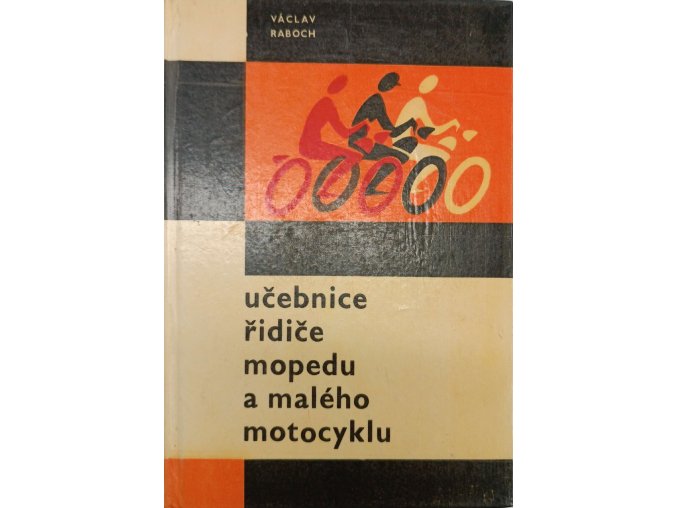 VÁCLAV
RABOCH
učebnice
řidiče
mopedu
a malého
motocyklu